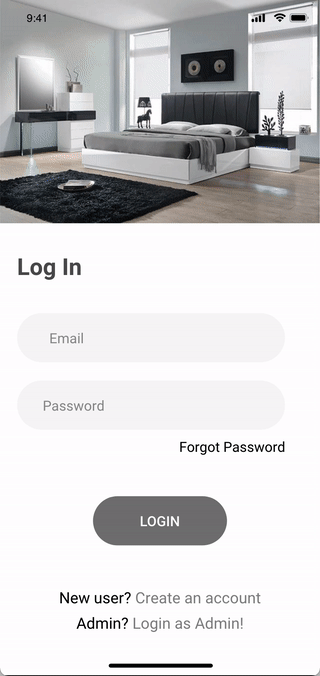 9:41
Log In
Email
Password
Forgot Password
LOGIN
New user? Create an account
Admin? Login as Admin!